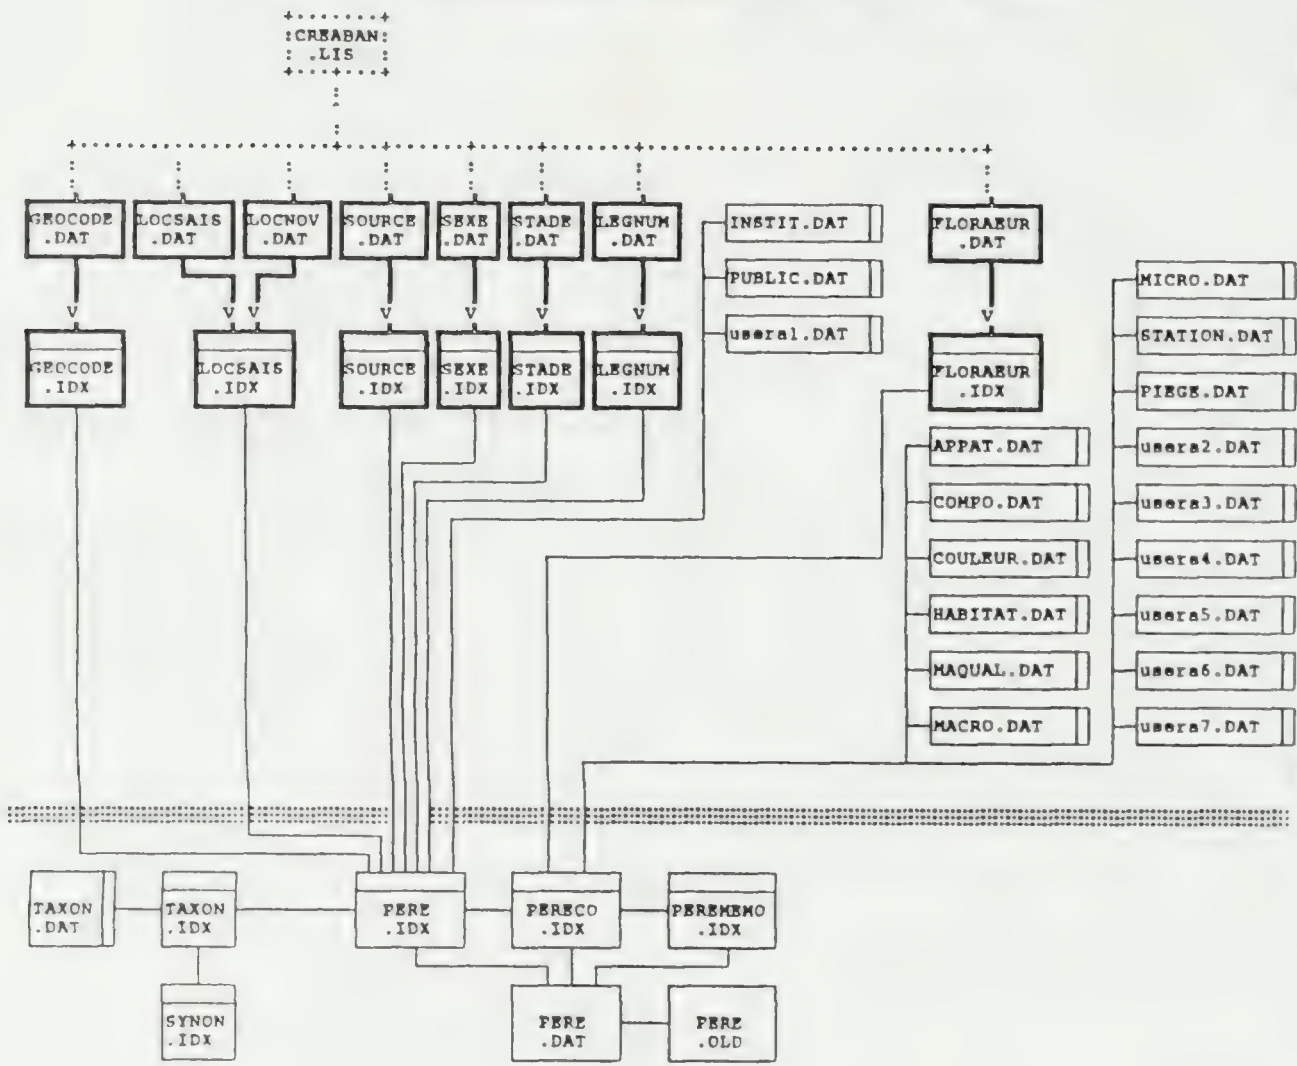 CREABAN
.LIS
GEOCODE
.DAT
LOCSAIS
.DAT
LOCNOV
.DAT
SOURCE
.DAT
SEXE
.DAT
STADE
.DAT
LEGNUM
.DAT
INSTIT.DAT
PUBLIC.DAT
usera1.DAT
FLORAEUR
.DAT
V
V
V
V
V
V
V
V
GEOCODE
.IDX
LOCSAIS
.IDX
SOURCE
.IDX
SEXE
.IDX
STADE
.IDX
LEGNUM
.IDX
FLORAEUR
.IDX
APPAT.DAT
COMPO.DAT
COULEUR.DAT
HABITAT.DAT
MAQUAL.DAT
MACRO.DAT
MICRO.DAT
STATION.DAT
PIEGE.DAT
usera2.DAT
usera3.DAT
usera4.DAT
usera5.DAT
usera6.DAT
usera7.DAT
TAXON
.DAT
TAXON
.IDX
PERE
.IDX
PERECO
.IDX
PEREMEMO
.IDX
SYNON
.IDX
PERE
.DAT
PERE
.OLD